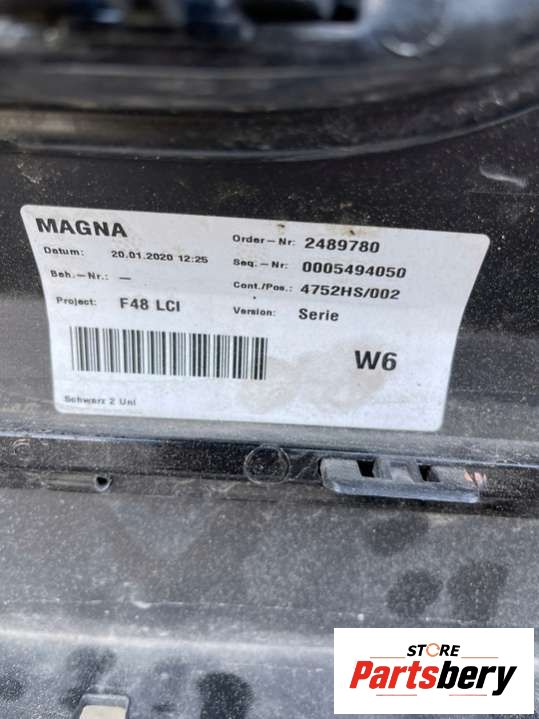 MAGNA
Datum: 20.01.2020 12:25
Beh.-Nr.: —
Project: F48 LCI
Order-Nr: 2489780
Seq.-Nr: 0005494050
Cont./Pos.: 4752HS/002
Version: Serie
W6
Schwarz 2 Uni
STORE
Partsbery